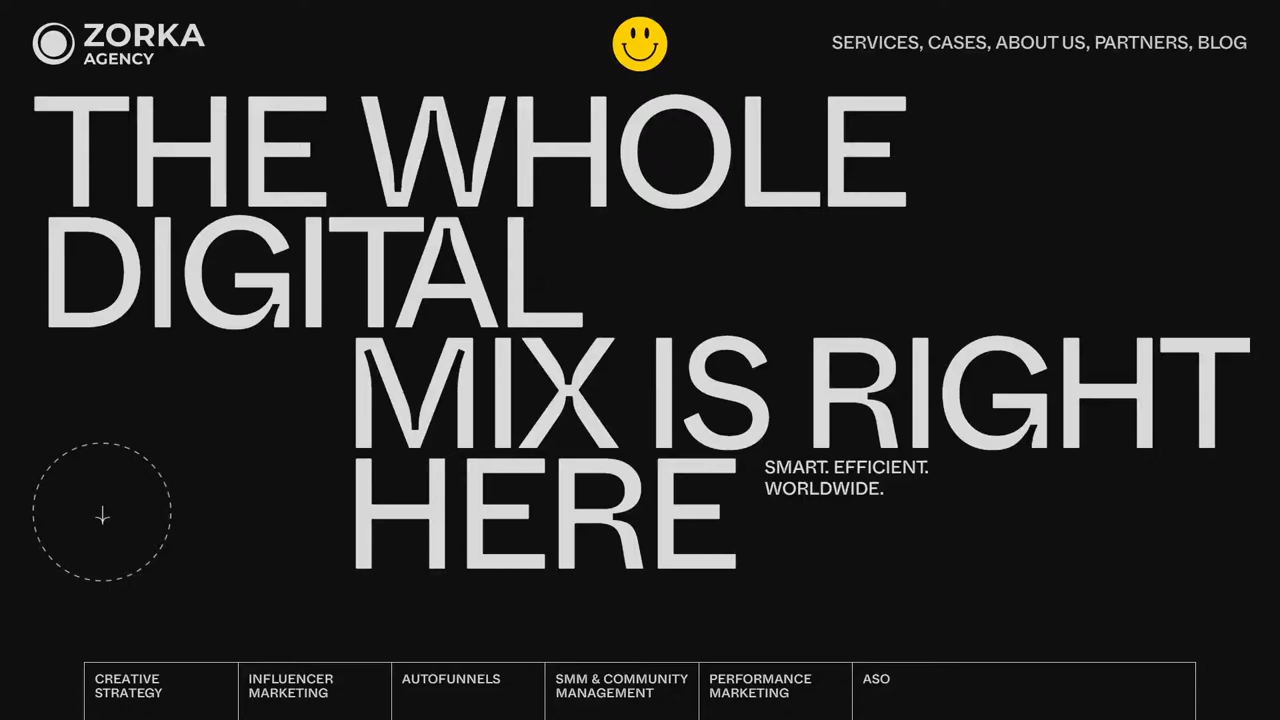 ZORKA
AGENCY
SERVICES, CASES, ABOUT US, PARTNERS, BLOG
THE WHOLE
DIGITAL
MIX IS RIGHT
HERE
SMART. EFFICIENT.
WORLDWIDE.
CREATIVE
STRATEGY
INFLUENCER
MARKETING
AUTOFUNNELS
SMM & COMMUNITY
MANAGEMENT
PERFORMANCE
MARKETING
ASO